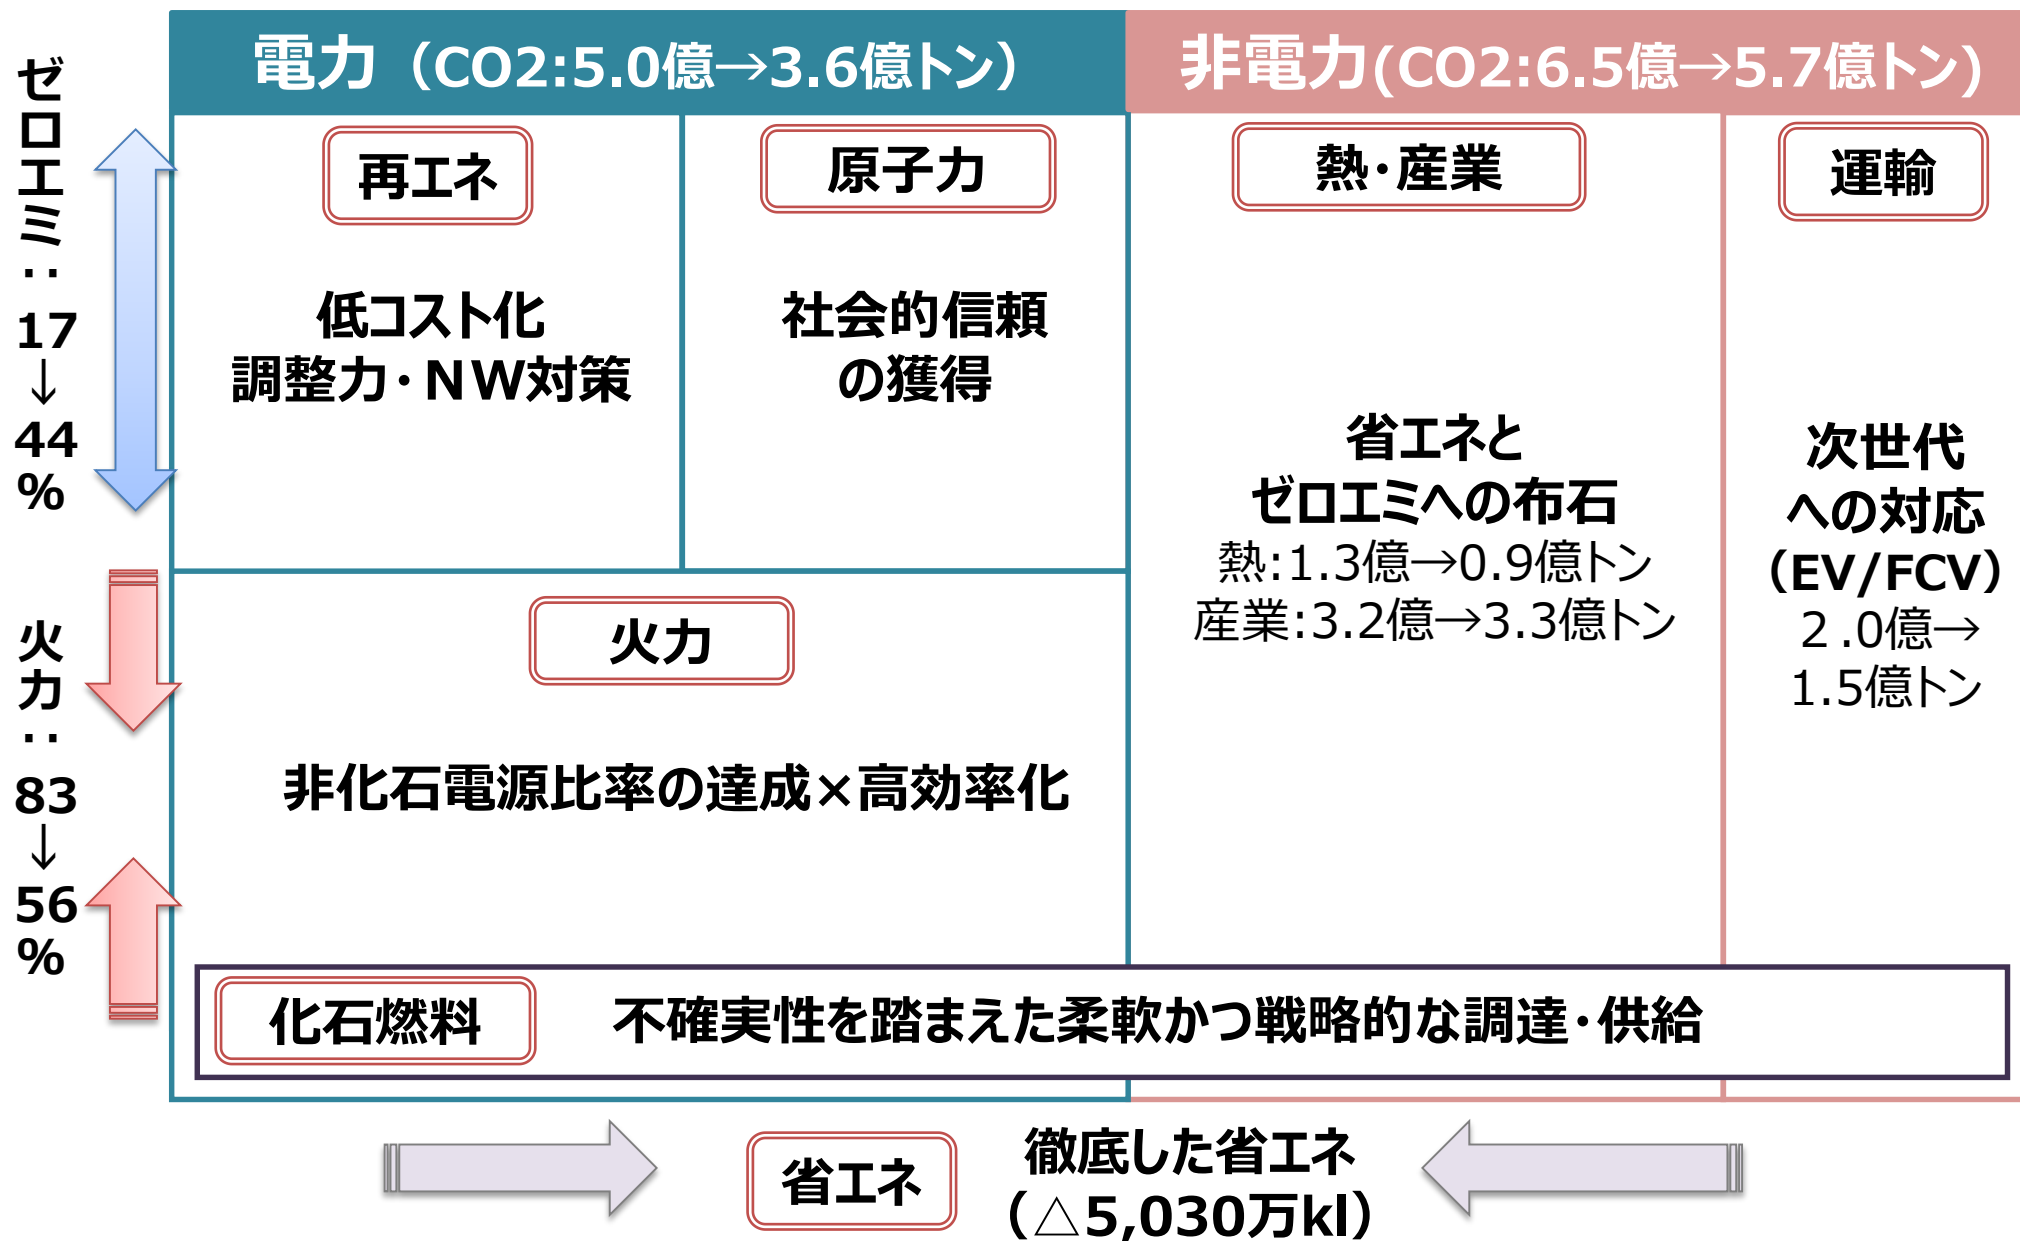 電力（CO2:5.0億→3.6億トン）
非電力(CO2:6.5億→5.7億トン)
ゼロエミ：
17
↓
44
%
火力：
83
↓
56
%
再エネ
低コスト化
調整力・NW対策
原子力
社会的信頼
の獲得
火力
非化石電源比率の達成×高効率化
熱・産業
省エネと
ゼロエミへの布石
熱:1.3億→0.9億トン
産業:3.2億→3.3億トン
運輸
次世代
への対応
（EV/FCV）
２.0億→
1.5億トン
化石燃料
不確実性を踏まえた柔軟かつ戦略的な調達・供給
省エネ
徹底した省エネ
（△5,030万kl）